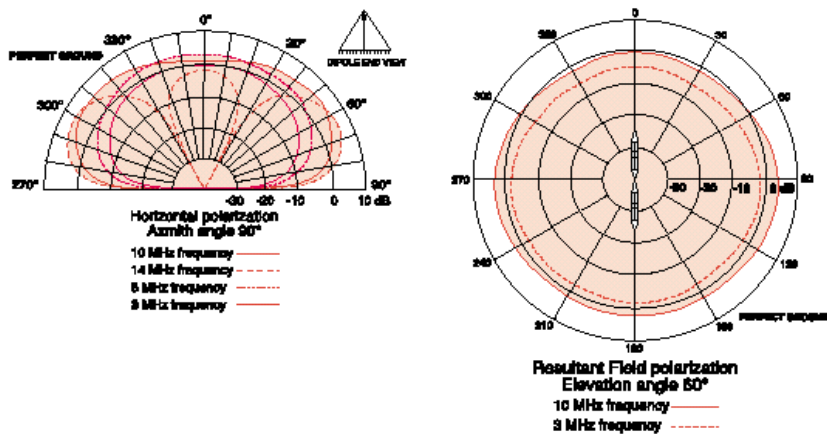 0°
330°
20°
PERFECT GROUND
DIPOLE END VIEW
300°
60°
270°
90°
-30
-20
-10
0
10 dB
Horizontal polarization
Azmith angle 90°
10 MHz frequency
14 MHz frequency
5 MHz frequency
3 MHz frequency
0
330
30
300
60
270
90
-10
0 dB
240
120
210
150
180
PERFECT GROUND
Resultant Field polarization
Elevation angle 60°
10 MHz frequency
3 MHz frequency